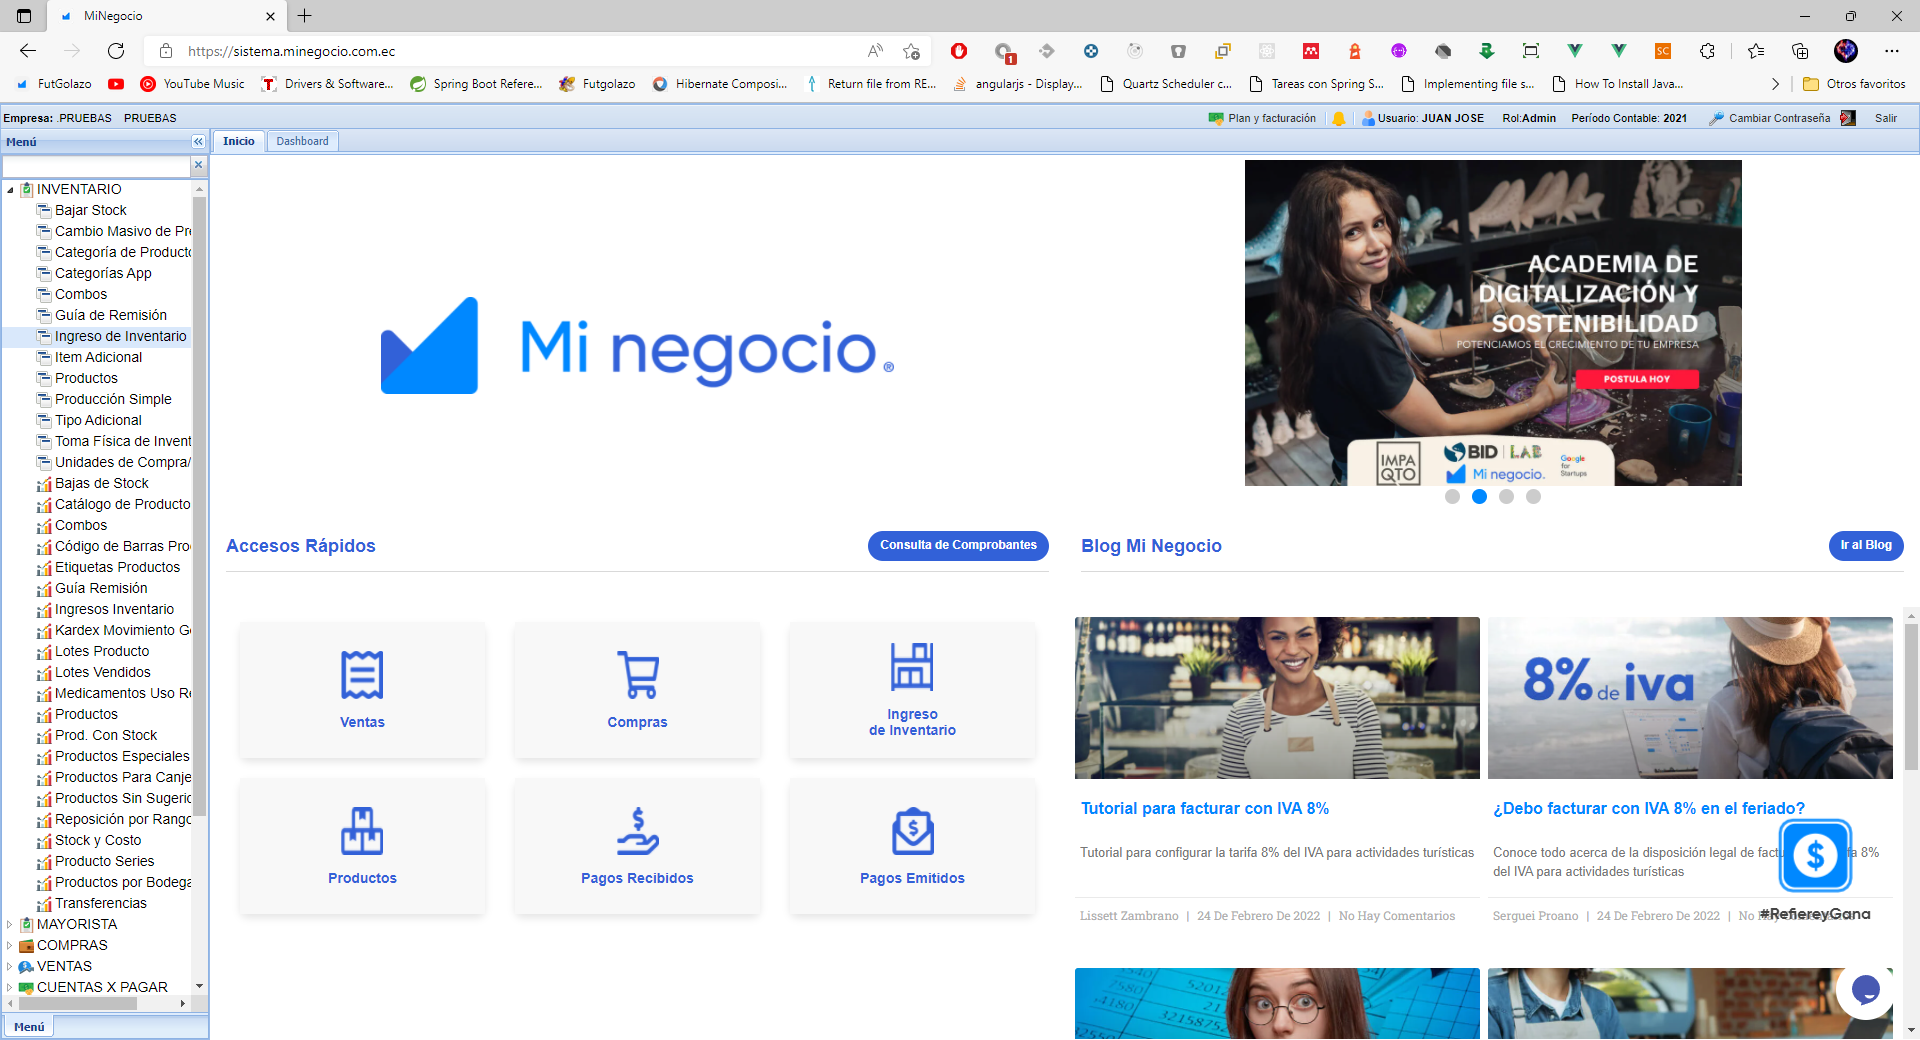 MiNegocio
https://sistema.minegocio.com.ec
FutGolazo
YouTube Music
Drivers & Software...
Spring Boot Refere...
Futgolazo
Hibernate Composi...
Return file from RE...
angularjs - Display...
Quartz Scheduler c...
Tareas con Spring S...
Implementing file s...
How To Install Java...
Otros favoritos
Empresa: .PRUEBAS PRUEBAS
Plan y facturación
Usuario: JUAN JOSE
Rol:Admin
Período Contable: 2021
Cambiar Contraseña
Salir
Menú
Inicio
Dashboard
INVENTARIO
Bajar Stock
Cambio Masivo de Pre
Categoría de Producto
Categorías App
Combos
Guía de Remisión
Ingreso de Inventario
Item Adicional
Productos
Producción Simple
Tipo Adicional
Toma Física de Invent
Unidades de Compra/
Bajas de Stock
Catálogo de Producto
Combos
Código de Barras Pro
Etiquetas Productos
Guía Remisión
Ingresos Inventario
Kardex Movimiento Ge
Lotes Producto
Lotes Vendidos
Medicamentos Uso Re
Productos
Prod. Con Stock
Productos Especiales
Productos Para Canje
Productos Sin Sugeric
Reposición por Rango
Stock y Costo
Producto Series
Productos por Bodega
Transferencias
MAYORISTA
COMPRAS
VENTAS
CUENTAS X PAGAR
Menú
Mi negocio.®
ACADEMIA DE
DIGITALIZACIÓN Y
SOSTENIBILIDAD
POTENCIAMOS EL CRECIMIENTO DE TU EMPRESA
POSTULA HOY
IMPA
QTO
BID | LAB
Mi negocio.
Google
for
Startups
Accesos Rápidos
Consulta de Comprobantes
Ventas
Compras
Ingreso
de Inventario
Productos
Pagos Recibidos
Pagos Emitidos
Blog Mi Negocio
Ir al Blog
8% de iva
Tutorial para facturar con IVA 8%
Tutorial para configurar la tarifa 8% del IVA para actividades turísticas
Lissett Zambrano | 24 De Febrero De 2022 | No Hay Comentarios
¿Debo facturar con IVA 8% en el feriado?
Conoce todo acerca de la disposición legal de fact a 8%
del IVA para actividades turísticas
Serguei Proano | 24 De Febrero De 2022 | No
#RefiereyGana